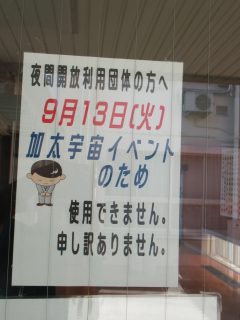 夜間開放利用団体の方へ
9月13日(火)
加太宇宙イベント
のため
使用できません。
申し訳ありません。